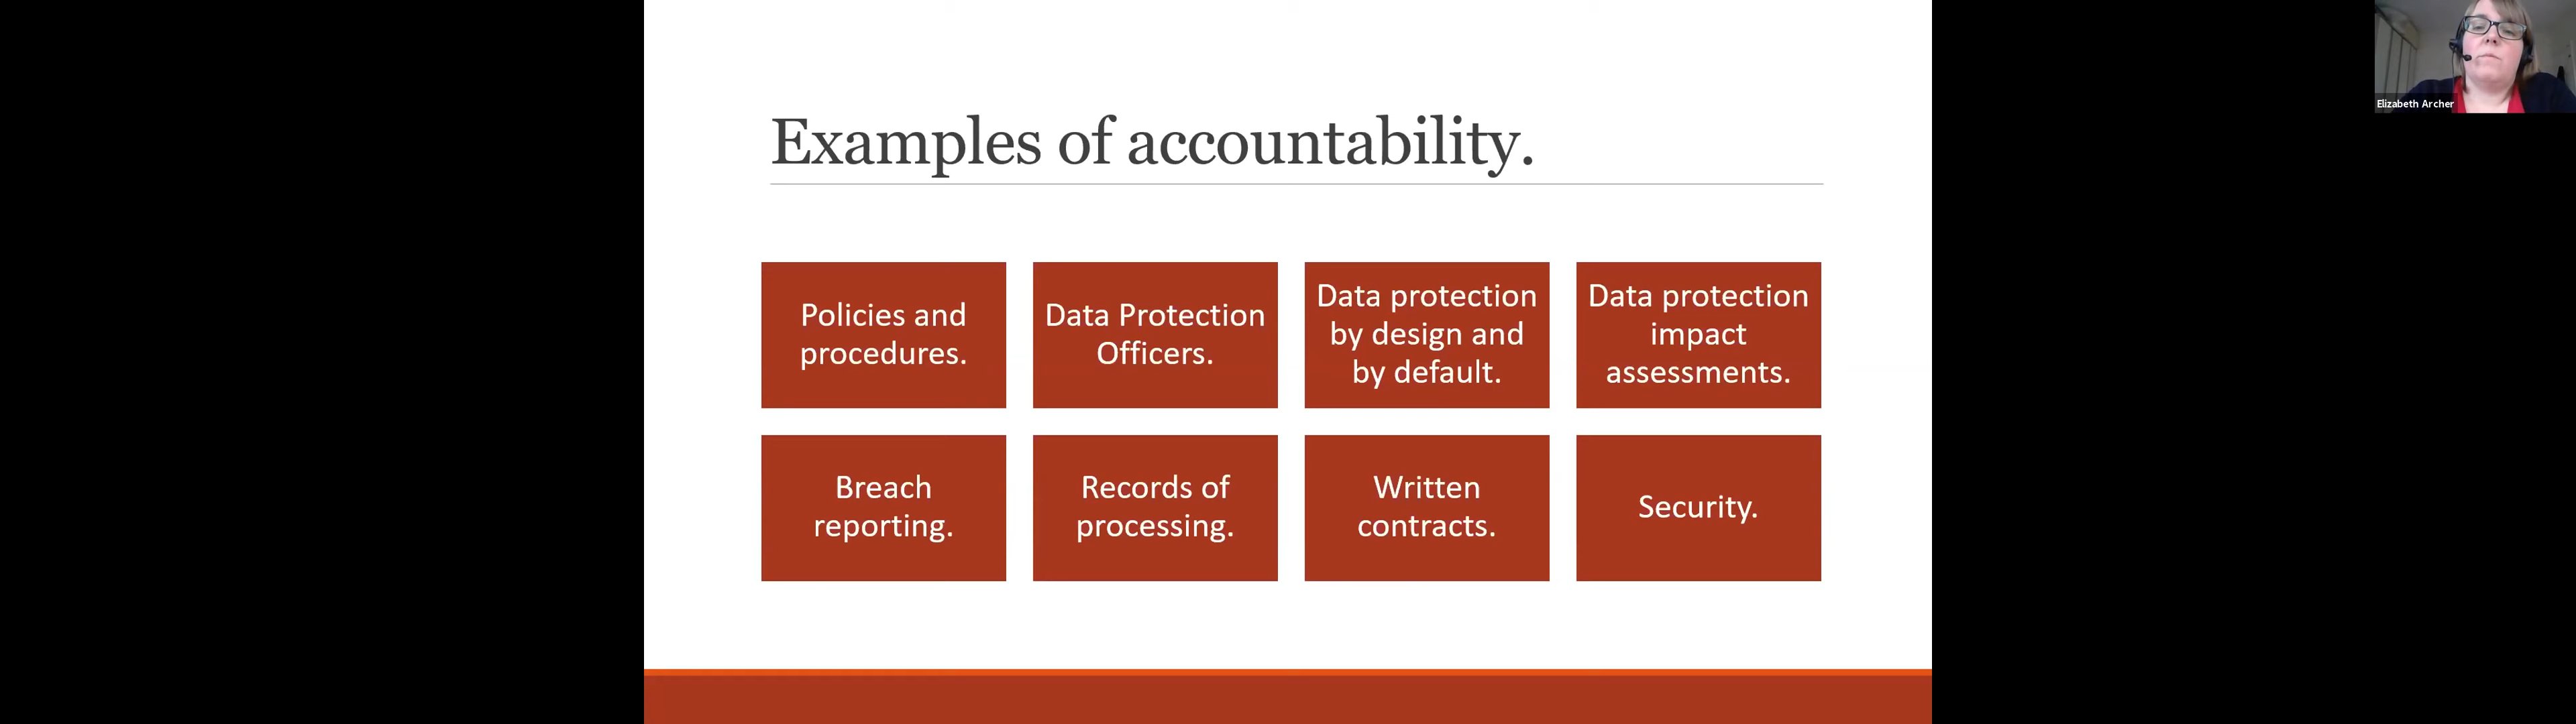 Examples of accountability.
Policies and
procedures.
Data Protection
Officers.
Data protection
by design and
by default.
Data protection
impact
assessments.
Breach
reporting.
Records of
processing.
Written
contracts.
Security.
Elizabeth Archer